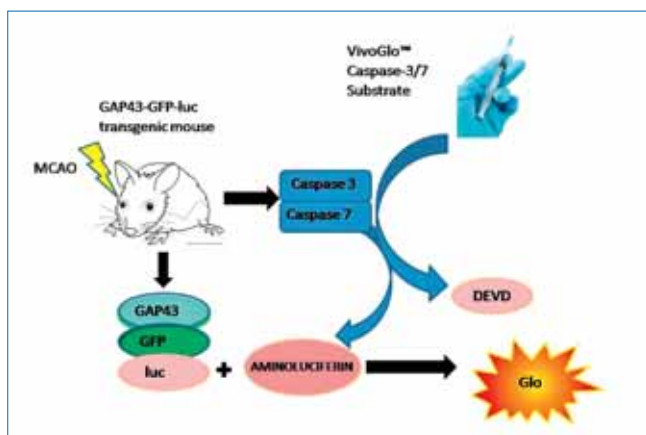 VivoGlo™
Caspase-3/7
Substrate
GAP43-GFP-luc
transgenic mouse
MCAO
Caspase 3
Caspase 7
DEVD
GAP43
GFP
luc
+
AMINOLUCIFERIN
Glo